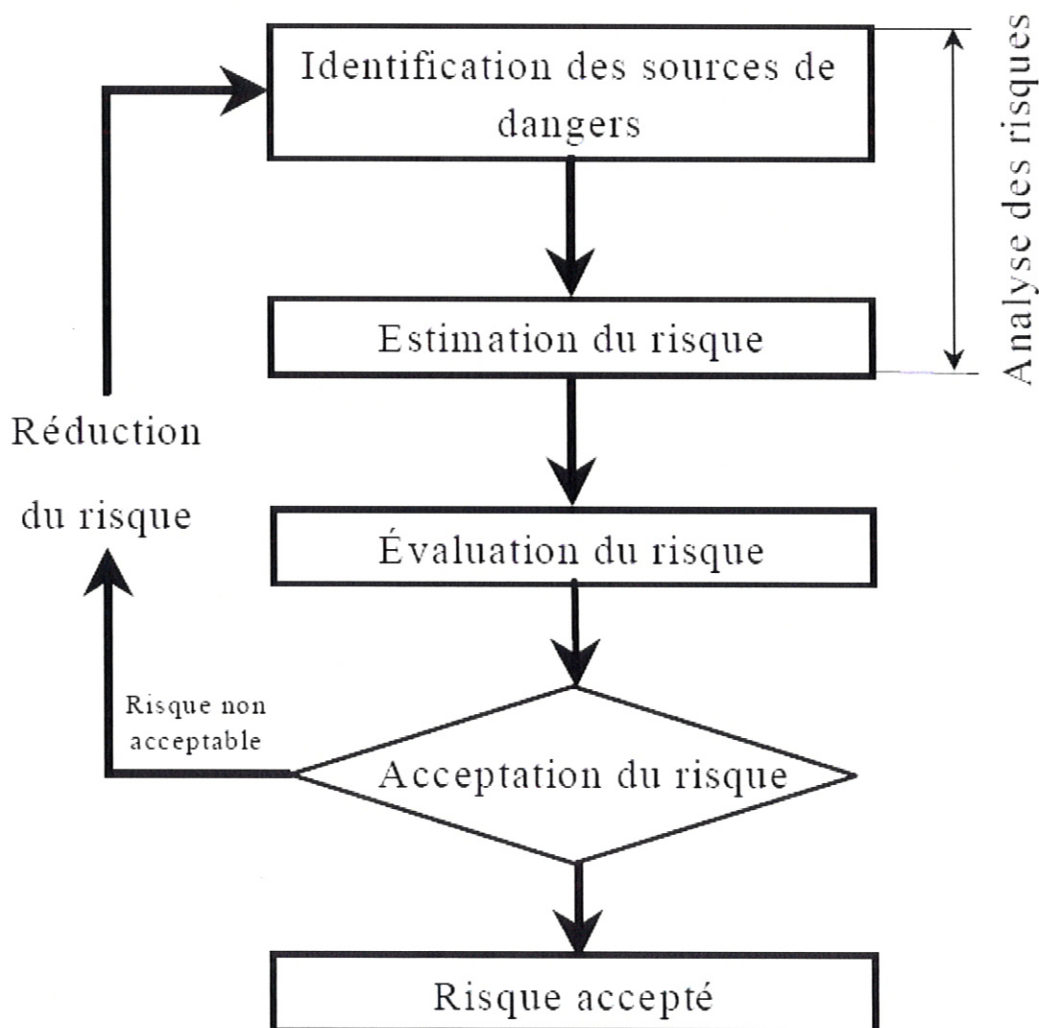 Identification des sources de
dangers
Analyse des risques
Estimation du risque
Réduction
du risque
Évaluation du risque
Risque non
acceptable
Acceptation du risque
Risque accepté